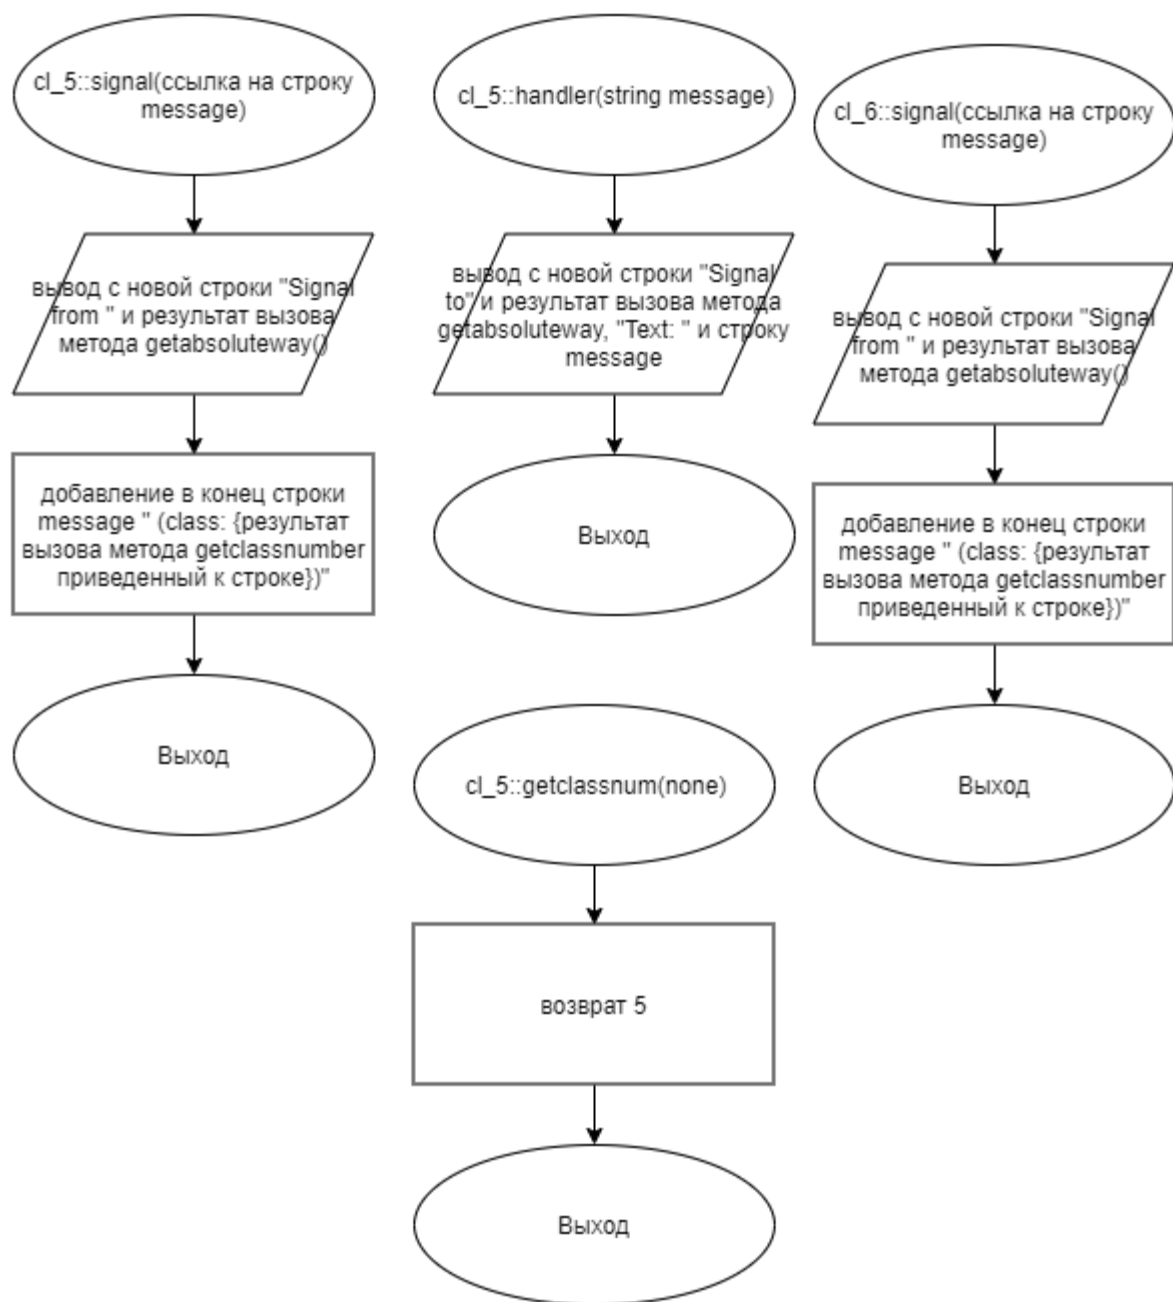 cl_5::signal(ссылка на строку
message)
вывод с новой строки "Signal
from " и результат вызова
метода getabsoluteway()
добавление в конец строки
message " (class: {результат
вызова метода getclassnumber
приведенный к строке})"
Выход
cl_5::handler(string message)
вывод с новой строки "Signal
to" и результат вызова метода
getabsoluteway, "Text: " и строку
message
Выход
cl_6::signal(ссылка на строку
message)
вывод с новой строки "Signal
from " и результат вызова
метода getabsoluteway()
добавление в конец строки
message " (class: {результат
вызова метода getclassnumber
приведенный к строке})"
Выход
cl_5::getclassnum(none)
возврат 5
Выход